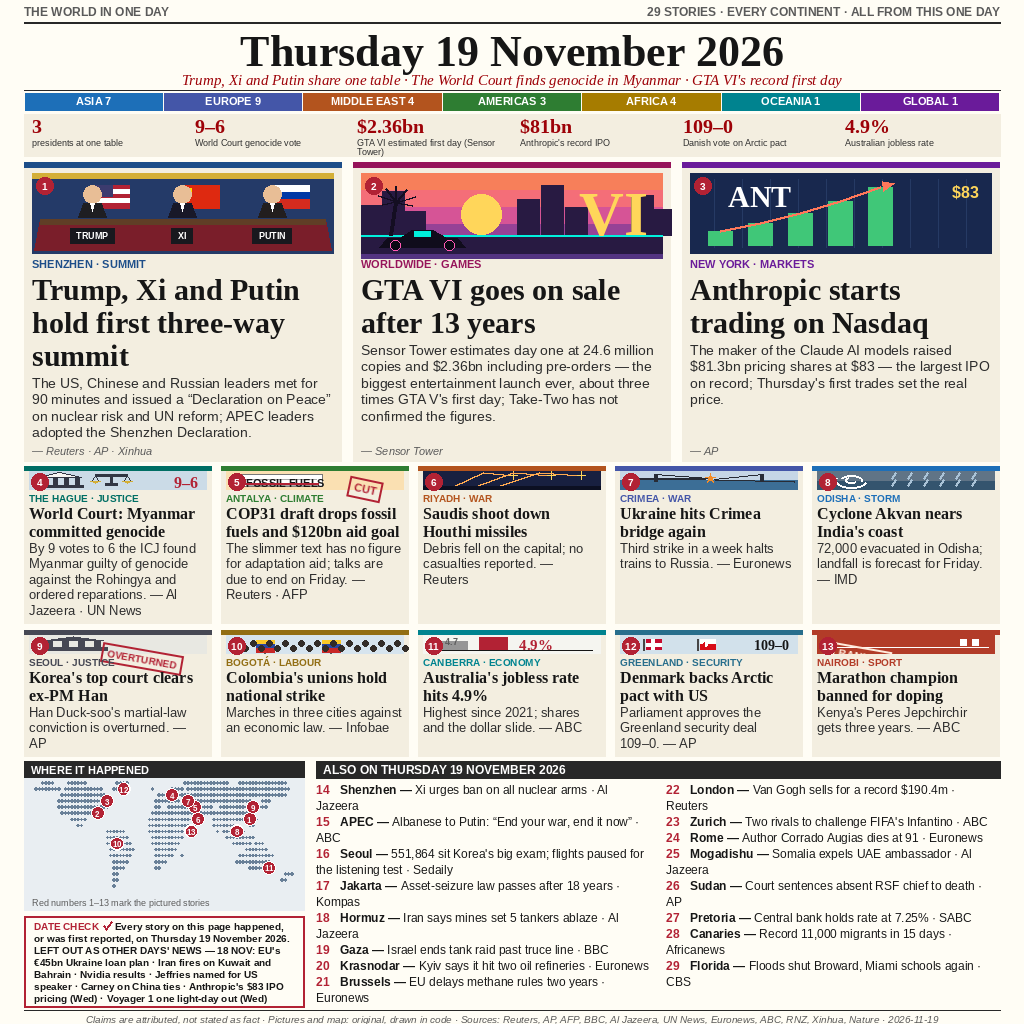 THE WORLD IN ONE DAY
29 STORIES · EVERY CONTINENT · ALL FROM THIS ONE DAY
Thursday 19 November 2026
Trump, Xi and Putin share one table · The World Court finds genocide in Myanmar · GTA VI's record first day
ASIA 7
EUROPE 9
MIDDLE EAST 4
AMERICAS 3
AFRICA 4
OCEANIA 1
GLOBAL 1
3
presidents at one table
9–6
World Court genocide vote
$2.36bn
GTA VI estimated first day (Sensor
Tower)
$81bn
Anthropic's record IPO
109–0
Danish vote on Arctic pact
4.9%
Australian jobless rate
1
TRUMP
XI
PUTIN
SHENZHEN · SUMMIT
Trump, Xi and Putin
hold first three-way
summit
The US, Chinese and Russian leaders met for
90 minutes and issued a “Declaration on Peace”
on nuclear risk and UN reform; APEC leaders
adopted the Shenzhen Declaration.
— Reuters · AP · Xinhua
2
VI
WORLDWIDE · GAMES
GTA VI goes on sale
after 13 years
Sensor Tower estimates day one at 24.6 million
copies and $2.36bn including pre-orders — the
biggest entertainment launch ever, about three
times GTA V's first day; Take-Two has not
confirmed the figures.
— Sensor Tower
3
ANT
$83
NEW YORK · MARKETS
Anthropic starts
trading on Nasdaq
The maker of the Claude AI models raised
$81.3bn pricing shares at $83 — the largest IPO
on record; Thursday's first trades set the real
price.
— AP
4
9–6
THE HAGUE · JUSTICE
World Court: Myanmar
committed genocide
By 9 votes to 6 the ICJ found
Myanmar guilty of genocide
against the Rohingya and
ordered reparations. — Al
Jazeera · UN News
5
FOSSIL FUELS
CUT
ANTALYA · CLIMATE
COP31 draft drops fossil
fuels and $120bn aid goal
The slimmer text has no figure
for adaptation aid; talks are
due to end on Friday. —
Reuters · AFP
6
RIYADH · WAR
Saudis shoot down
Houthi missiles
Debris fell on the capital; no
casualties reported. —
Reuters
7
CRIMEA · WAR
Ukraine hits Crimea
bridge again
Third strike in a week halts
trains to Russia. — Euronews
8
ODISHA · STORM
Cyclone Akvan nears
India's coast
72,000 evacuated in Odisha;
landfall is forecast for Friday.
— IMD
9
OVERTURNED
SEOUL · JUSTICE
Korea's top court clears
ex-PM Han
Han Duck-soo's martial-law
conviction is overturned. —
AP
10
BOGOTÁ · LABOUR
Colombia's unions hold
national strike
Marches in three cities against
an economic law. — Infobae
11
4.7
4.9%
CANBERRA · ECONOMY
Australia's jobless rate
hits 4.9%
Highest since 2021; shares
and the dollar slide. — ABC
12
109–0
GREENLAND · SECURITY
Denmark backs Arctic
pact with US
Parliament approves the
Greenland security deal
109–0. — AP
13
NAIROBI · SPORT
Marathon champion
banned for doping
Kenya's Peres Jepchirchir
gets three years. — ABC
WHERE IT HAPPENED
12
3
2
4
7
5
6
9
1
13
8
10
11
Red numbers 1–13 mark the pictured stories
DATE CHECK ✓ Every story on this page happened,
or was first reported, on Thursday 19 November 2026.
LEFT OUT AS OTHER DAYS' NEWS — 18 NOV: EU's
€45bn Ukraine loan plan · Iran fires on Kuwait and
Bahrain · Nvidia results · Jeffries named for US
speaker · Carney on China ties · Anthropic's $83 IPO
pricing (Wed) · Voyager 1 one light-day out (Wed)
ALSO ON THURSDAY 19 NOVEMBER 2026
14 Shenzhen — Xi urges ban on all nuclear arms · Al
Jazeera
15 APEC — Albanese to Putin: “End your war, end it now” ·
ABC
16 Seoul — 551,864 sit Korea's big exam; flights paused for
the listening test · Sedaily
17 Jakarta — Asset-seizure law passes after 18 years ·
Kompas
18 Hormuz — Iran says mines set 5 tankers ablaze · Al
Jazeera
19 Gaza — Israel ends tank raid past truce line · BBC
20 Krasnodar — Kyiv says it hit two oil refineries · Euronews
21 Brussels — EU delays methane rules two years ·
Euronews
22 London — Van Gogh sells for a record $190.4m ·
Reuters
23 Zurich — Two rivals to challenge FIFA's Infantino · ABC
24 Rome — Author Corrado Augias dies at 91 · Euronews
25 Mogadishu — Somalia expels UAE ambassador · Al
Jazeera
26 Sudan — Court sentences absent RSF chief to death ·
AP
27 Pretoria — Central bank holds rate at 7.25% · SABC
28 Canaries — Record 11,000 migrants in 15 days ·
Africanews
29 Florida — Floods shut Broward, Miami schools again ·
CBS
Claims are attributed, not stated as fact · Pictures and map: original, drawn in code · Sources: Reuters, AP, AFP, BBC, Al Jazeera, UN News, Euronews, ABC, RNZ, Xinhua, Nature · 2026-11-19